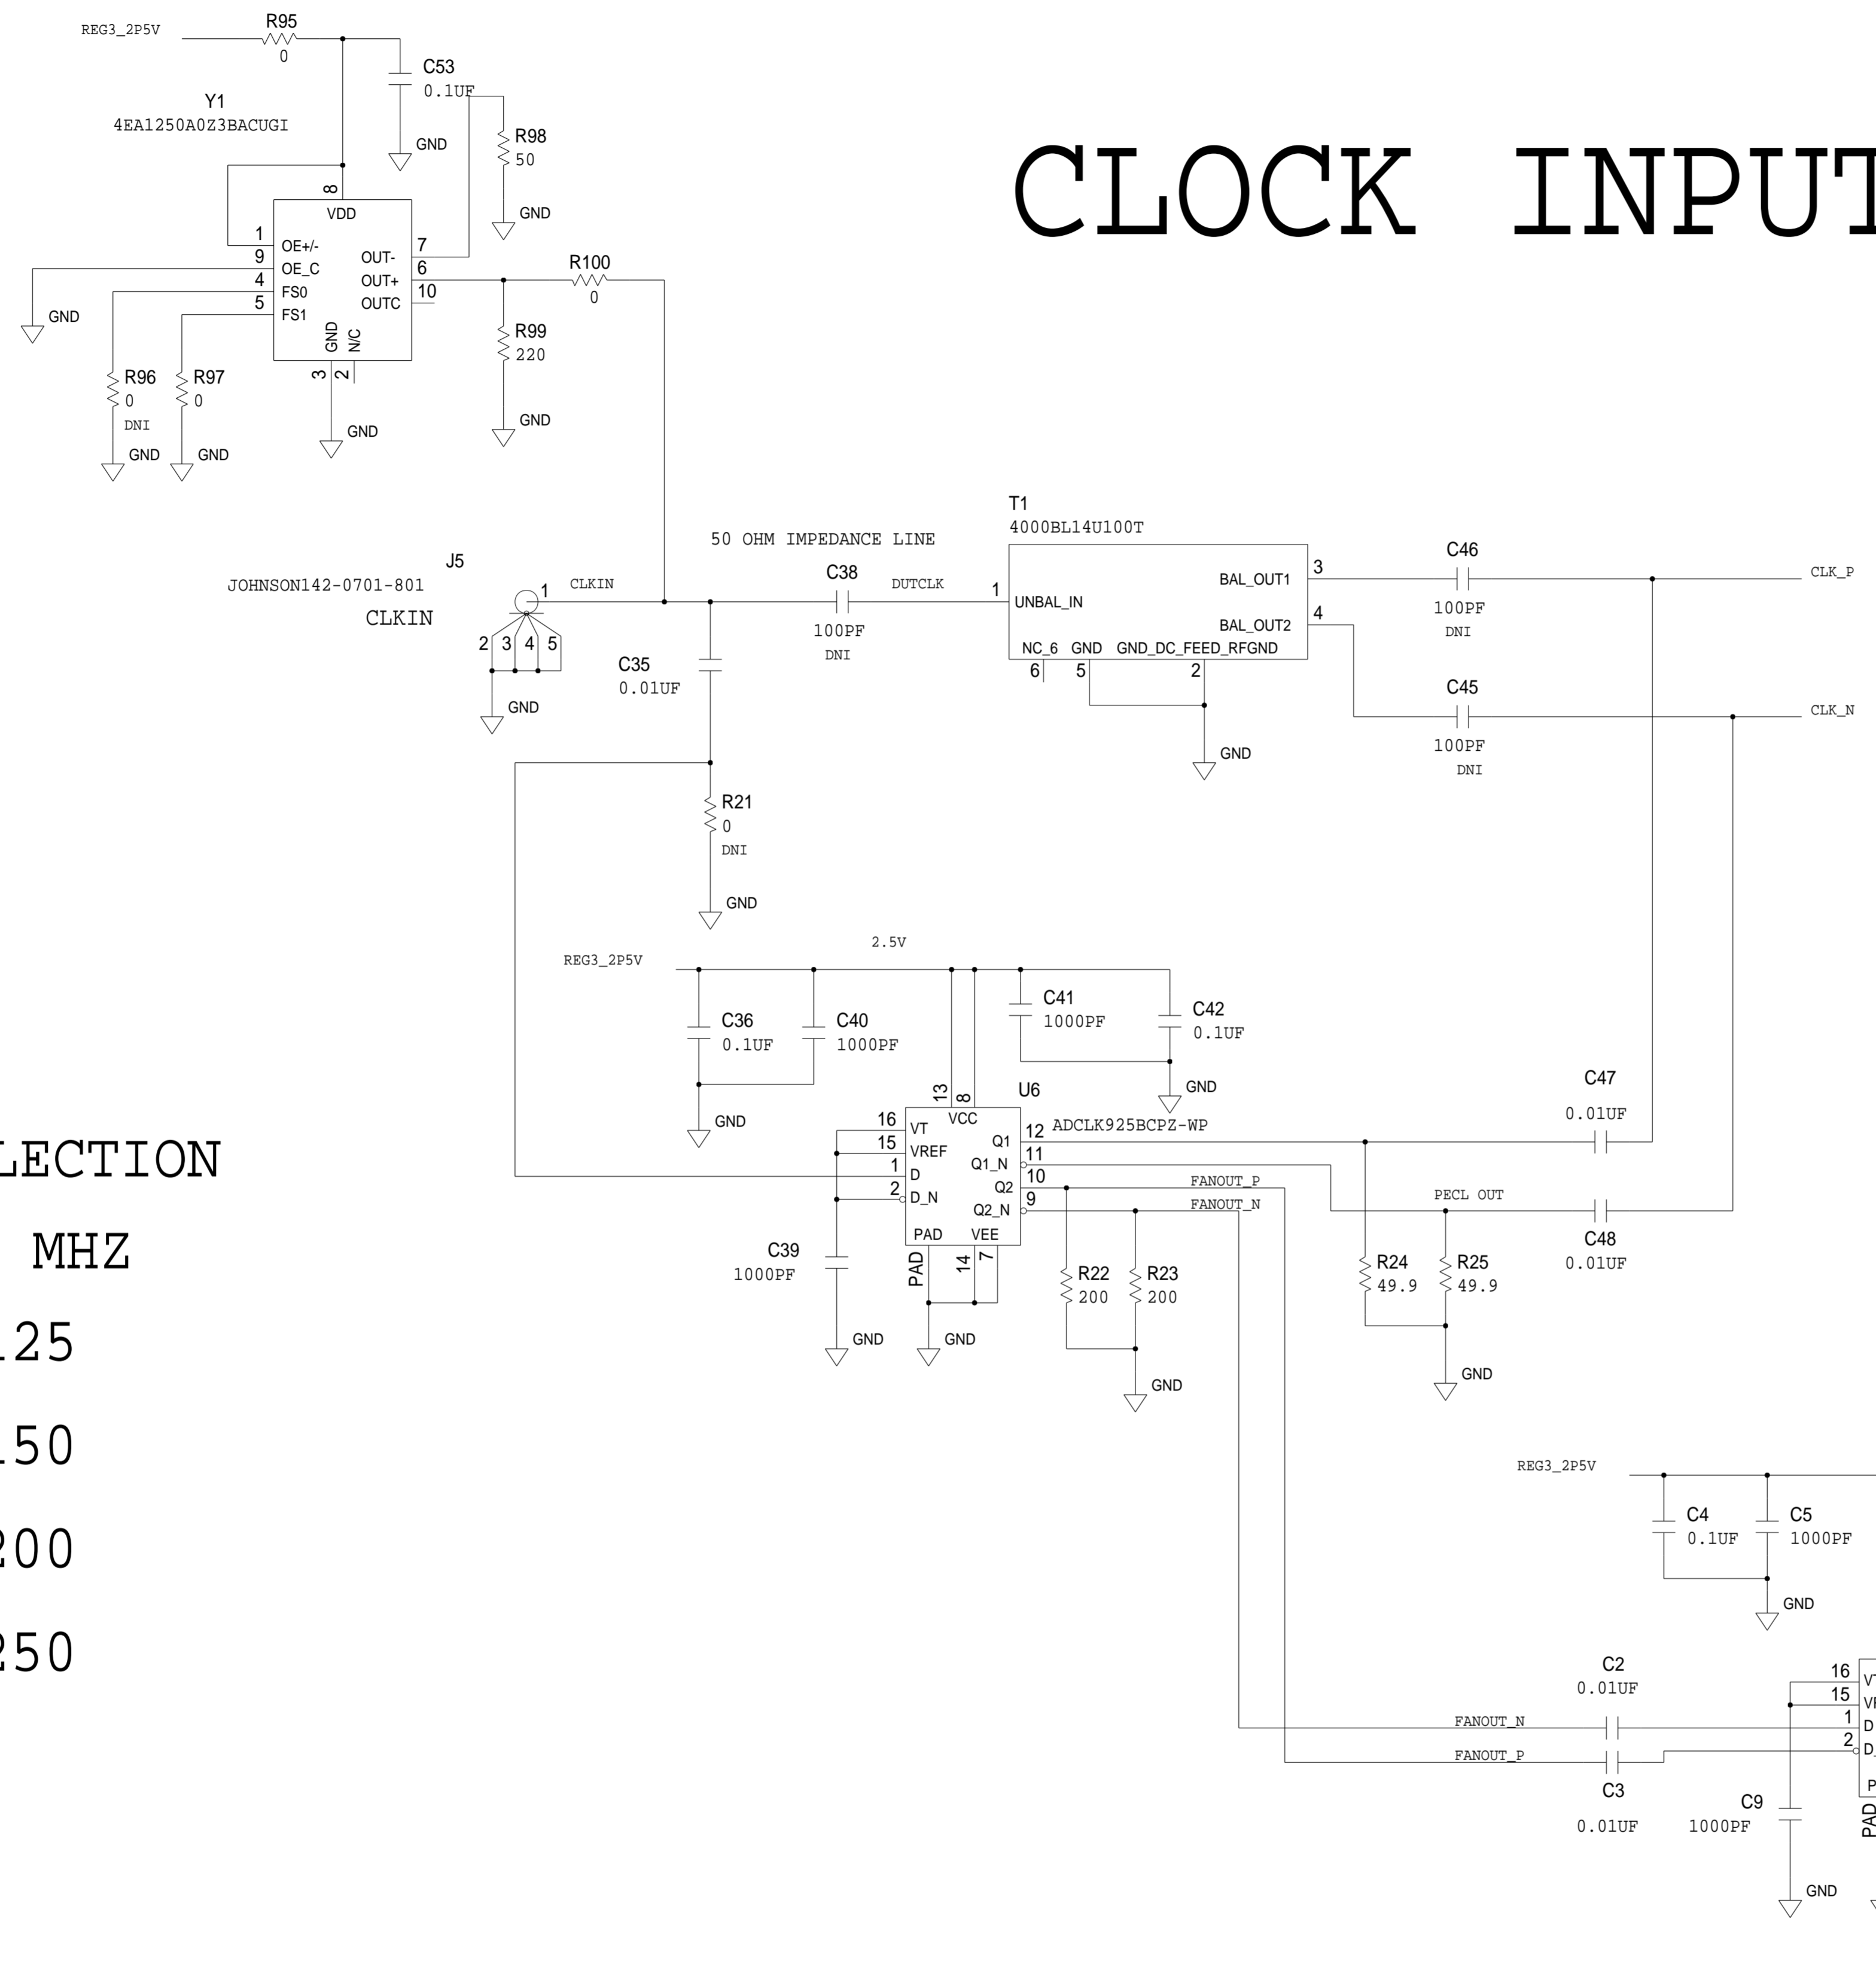 REG3_2P5V
R95
0
C53
0.1UF
Y1
4EA1250A0Z3BACUGI
GND
R98
50
GND
CLOCK INPUT
8
VDD
1
OE+/-
9
OE_C
4
FS0
5
FS1
OUT-
7
OUT+
6
OUTC
10
GND
N/C
3
2
GND
R100
0
R99
220
GND
R96
0
DNI
R97
0
GND
GND
GND
J5
JOHNSON142-0701-801
CLKIN
1
CLKIN
2
3
4
5
GND
50 OHM IMPEDANCE LINE
C38
100PF
DNI
DUTCLK
T1
4000BL14U100T
1
UNBAL_IN
BAL_OUT1
3
BAL_OUT2
4
NC_6
GND
GND_DC_FEED_RFGND
6
5
2
GND
C46
100PF
DNI
CLK_P
C45
100PF
DNI
CLK_N
C35
0.01UF
R21
0
DNI
GND
2.5V
REG3_2P5V
C36
0.1UF
C40
1000PF
C41
1000PF
C42
0.1UF
GND
GND
U6
ADCLK925BCPZ-WP
13
8
VCC
16
VT
15
VREF
1
D
2
D_N
Q1
12
Q1_N
11
Q2
10
Q2_N
9
PAD
VEE
PAD
14
7
GND
C39
1000PF
GND
FANOUT_P
FANOUT_N
R22
200
R23
200
GND
PECL OUT
C47
0.01UF
C48
0.01UF
R24
49.9
R25
49.9
GND
LECTION
MHZ
125
150
200
250
REG3_2P5V
C4
0.1UF
C5
1000PF
GND
C2
0.01UF
FANOUT_N
FANOUT_P
C3
0.01UF
C9
1000PF
GND
16
15
1
D
2
PAD